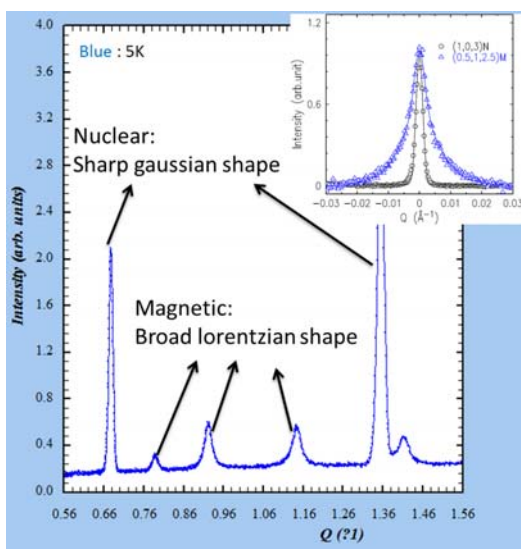 4.0
3.6
3.2
2.8
2.4
2.0
1.6
1.2
0.8
0.4
0.0
Intensity (arb. units)
Blue : 5K
Nuclear:
Sharp gaussian shape
Magnetic:
Broad lorentzian shape
0.56 0.66 0.76 0.86 0.96 1.06 1.16 1.26 1.36 1.46 1.56
Q (?1)
1.2
0.6
0
Intensity (arb.unit)
(1,0,3)N
(0.5,1,2.5)M
−0.03 −0.02 −0.01 0 0.01 0.02 0.03
Q (Å⁻¹)